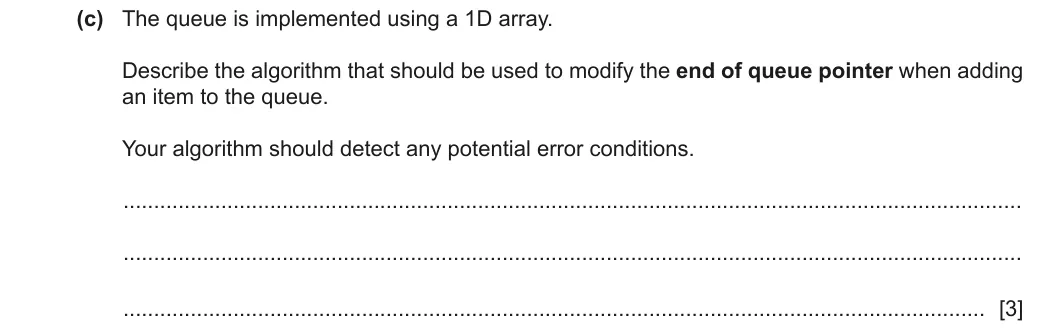 (c) The queue is implemented using a 1D array.
Describe the algorithm that should be used to modify the end of queue pointer when adding
an item to the queue.
Your algorithm should detect any potential error conditions.
..........................................................................................................................................................
..........................................................................................................................................................
.................................................................................................................................................... [3]